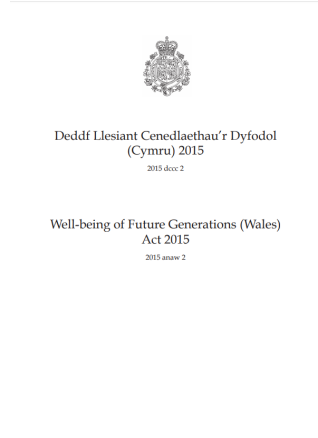 Deddf Llesiant Cenedlaethau'r Dyfodol
(Cymru) 2015
2015 dccc 2
Well-being of Future Generations (Wales)
Act 2015
2015 anaw 2